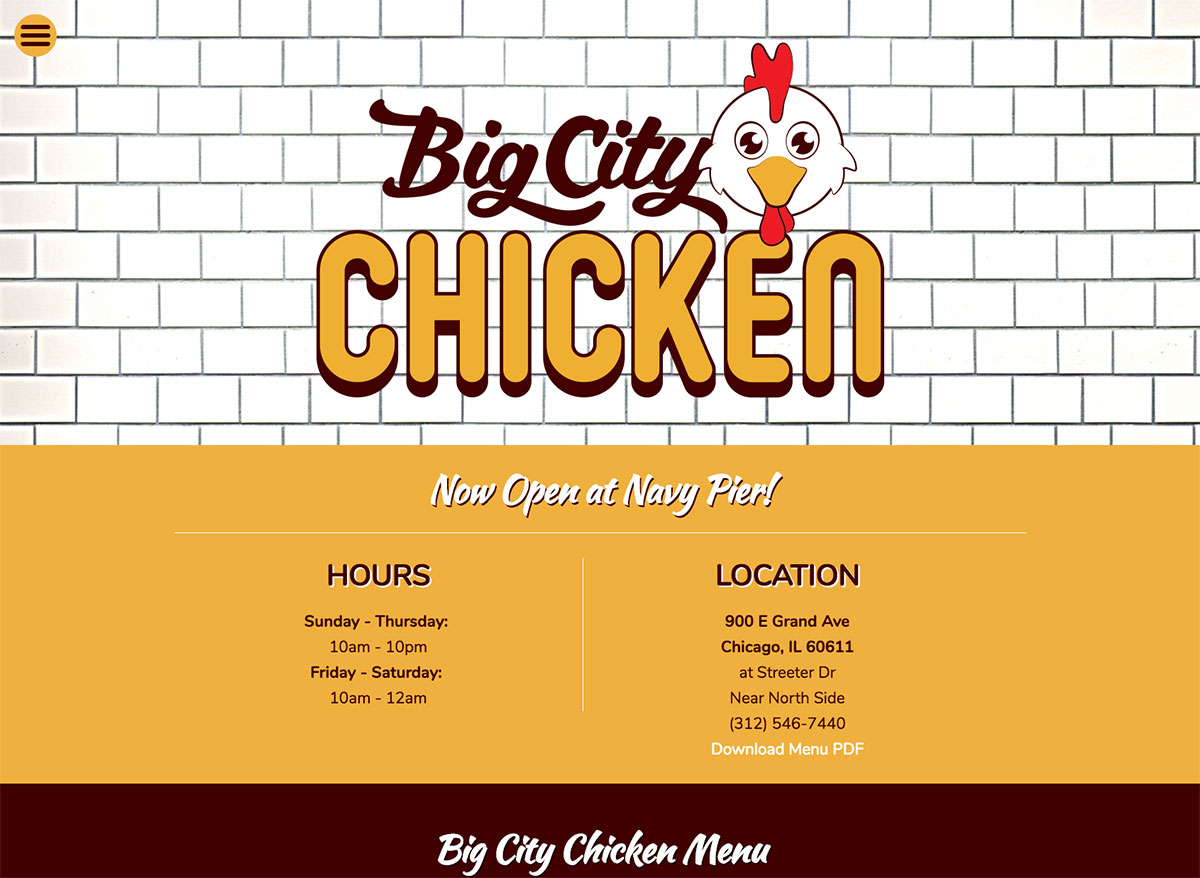 Big City
CHICKEN
Now Open at Navy Pier!
HOURS
Sunday - Thursday:
10am - 10pm
Friday - Saturday:
10am - 12am
LOCATION
900 E Grand Ave
Chicago, IL 60611
at Streeter Dr
Near North Side
(312) 546-7440
Download Menu PDF
Big City Chicken Menu